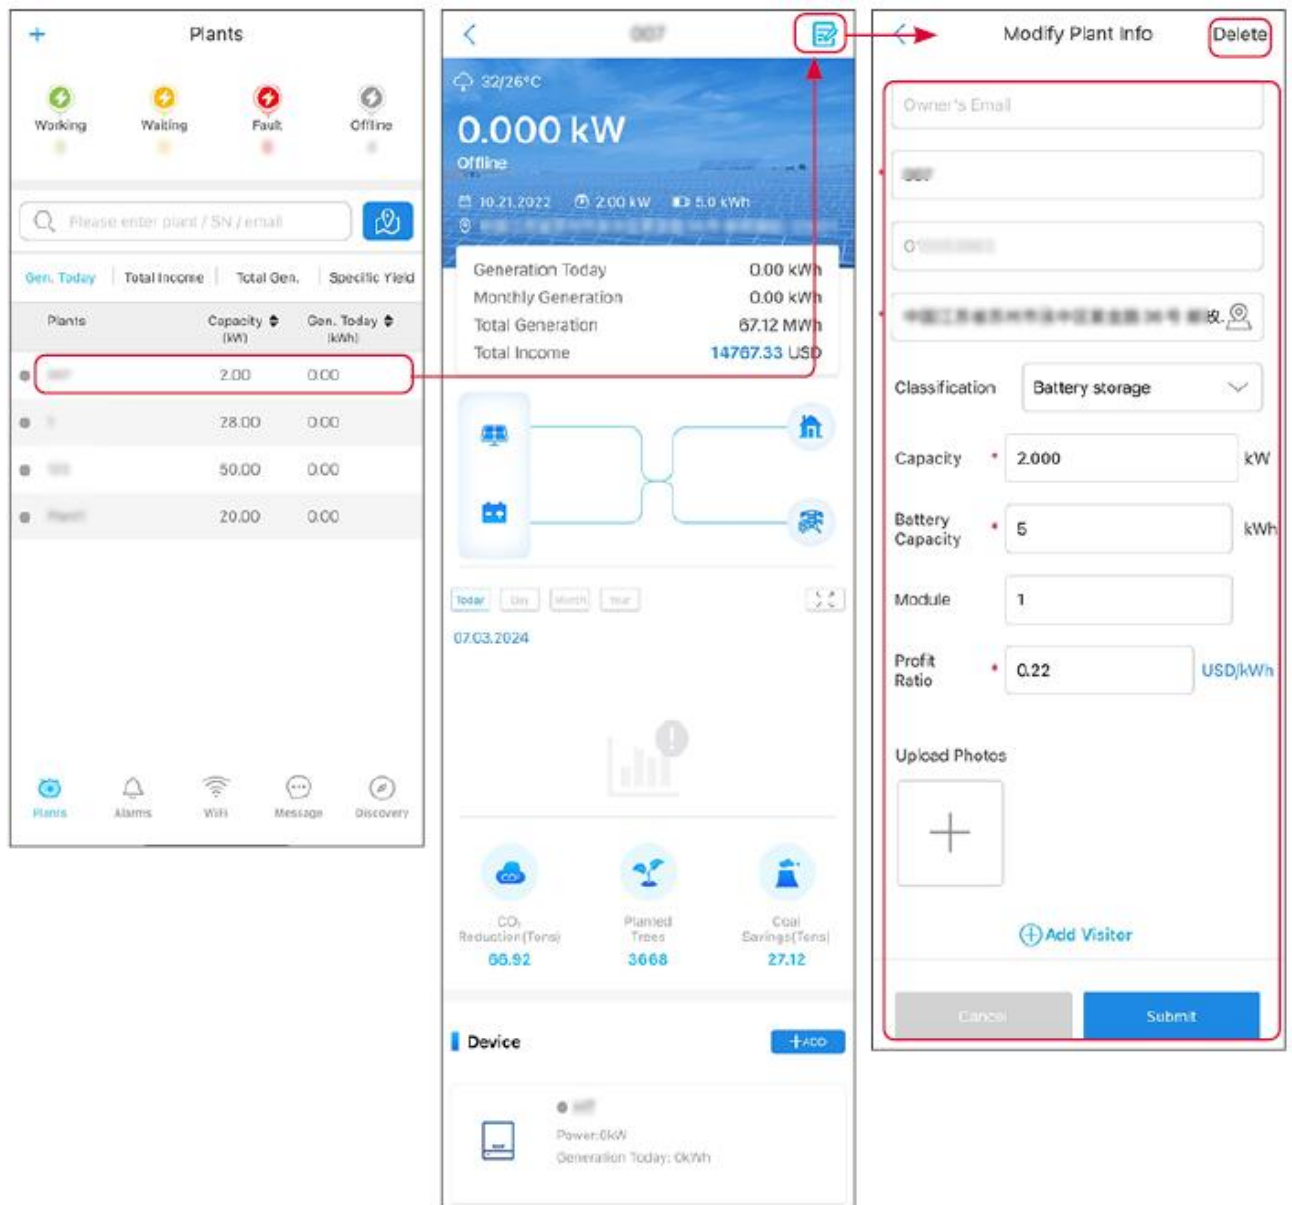 Plants
Working
Waiting
Fault
Offline
Please enter plant / SN / email
Gen. Today
Total Income
Total Gen.
Specific Yield
Plants
Capacity
(kW)
Gen. Today
(kWh)
2.00
0.00
28.00
0.00
50.00
0.00
20.00
0.00
Plants
Alarms
WiFi
Message
Discovery
007
32/26°C
0.000 kW
Offline
10.21.2022
2.00 kW
5.0 kWh
Generation Today 0.00 kWh
Monthly Generation 0.00 kWh
Total Generation 67.12 MWh
Total Income 14767.33 USD
Today
Day
Month
Year
07.03.2024
CO₂
Reduction(Tons)
66.92
Planted
Trees
3668
Coal
Savings(Tons)
27.12
Device
ADD
Power:0kW
Generation Today: 0kWh
Modify Plant Info
Delete
Owner's Email
007
Classification
Battery storage
Capacity * 2.000 kW
Battery
Capacity
* 5 kWh
Module 1
Profit
Ratio
* 0.22 USD/kWh
Upload Photos
Add Visitor
Cancel
Submit